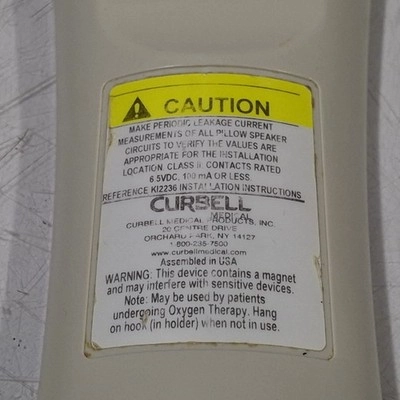 CAUTION
MAKE PERIODIC LEAKAGE CURRENT
MEASUREMENTS OF ALL PILLOW SPEAKER
CIRCUITS TO VERIFY THE VALUES ARE
APPROPRIATE FOR THE INSTALLATION
LOCATION. CLASS II. CONTACTS RATED
6.5VDC, 100 mA OR LESS.
REFERENCE KI2236 INSTALLATION INSTRUCTIONS.
CURBELL
MEDICAL
CURBELL MEDICAL PRODUCTS, INC.
20 CENTRE DRIVE
ORCHARD PARK, NY 14127
1-800-235-7500
www.curbellmedical.com
Assembled in USA
WARNING: This device contains a magnet
and may interfere with sensitive devices.
Note: May be used by patients
undergoing Oxygen Therapy. Hang
on hook (in holder) when not in use.